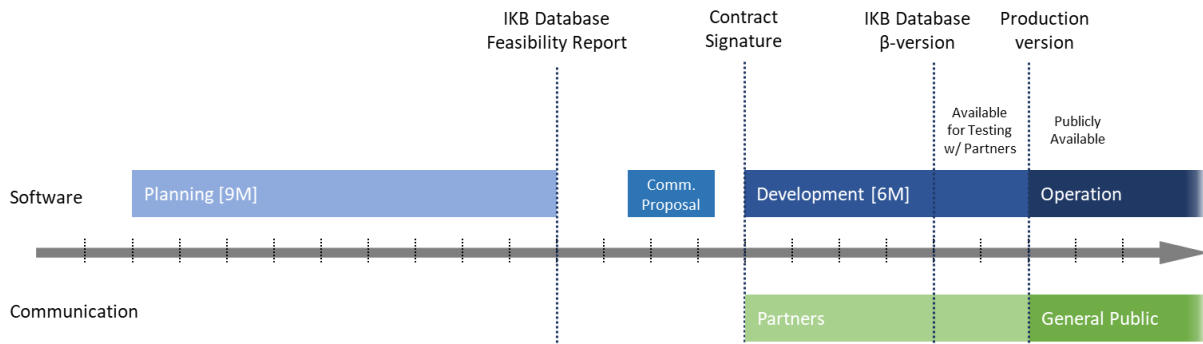 IKB Database
Feasibility Report
Contract
Signature
IKB Database
β-version
Production
version
Available
for Testing
w/ Partners
Publicly
Available
Software
Planning [9M]
Comm.
Proposal
Development [6M]
Operation
Communication
Partners
General Public